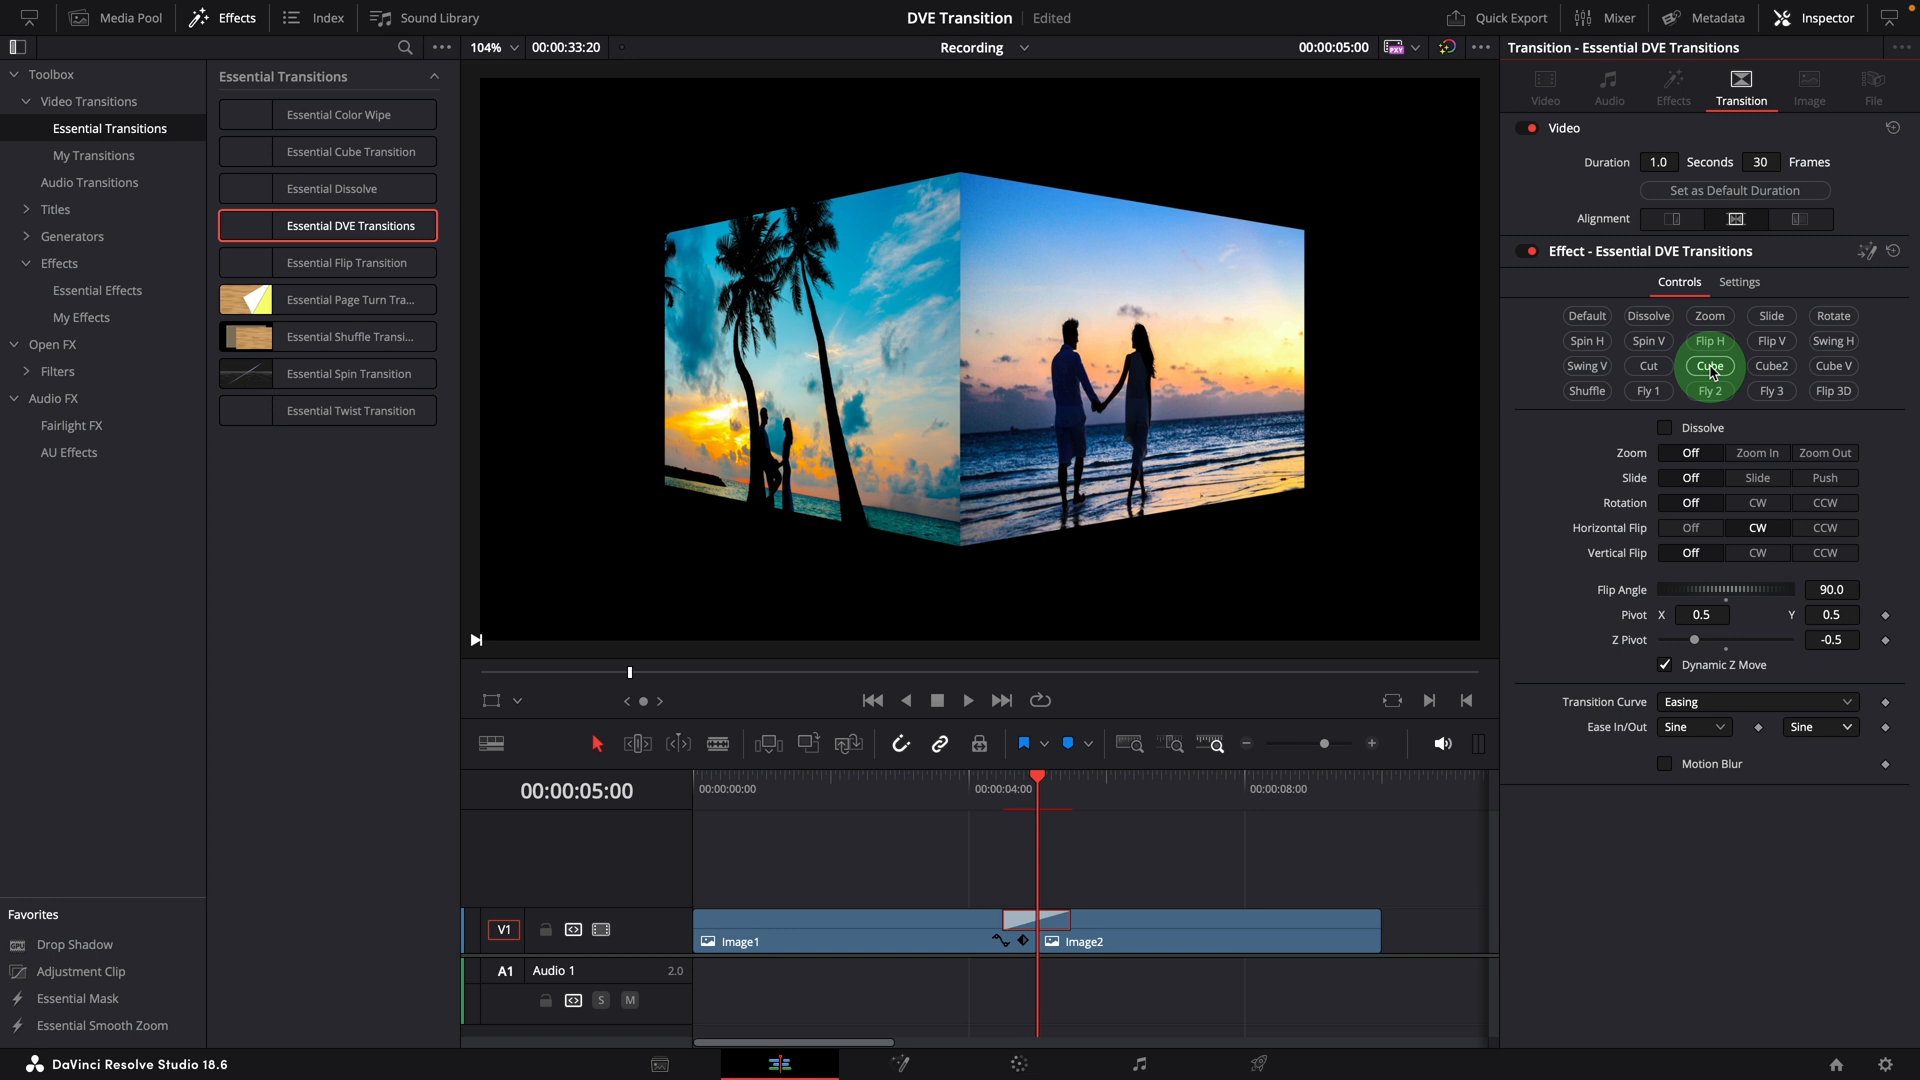 Media Pool
Effects
Index
Sound Library
DVE Transition
Edited
Quick Export
Mixer
Metadata
Inspector
104%
00:00:33:20
Recording
00:00:05:00
PXY
Transition - Essential DVE Transitions
Toolbox
Video Transitions
Essential Transitions
My Transitions
Audio Transitions
Titles
Generators
Effects
Essential Effects
My Effects
Open FX
Filters
Audio FX
Fairlight FX
AU Effects
Essential Transitions
Essential Color Wipe
Essential Cube Transition
Essential Dissolve
Essential DVE Transitions
Essential Flip Transition
Essential Page Turn Tra...
Essential Shuffle Transi...
Essential Spin Transition
Essential Twist Transition
Video Audio Effects Transition Image File
Video
Duration 1.0 Seconds 30 Frames
Set as Default Duration
Alignment
Effect - Essential DVE Transitions
Controls Settings
Default Dissolve Zoom Slide Rotate
Spin H Spin V Flip H Flip V Swing H
Swing V Cut Cube Cube2 Cube V
Shuffle Fly 1 Fly 2 Fly 3 Flip 3D
Dissolve
Zoom Off Zoom In Zoom Out
Slide Off Slide Push
Rotation Off CW CCW
Horizontal Flip Off CW CCW
Vertical Flip Off CW CCW
Flip Angle 90.0
Pivot X 0.5 Y 0.5
Z Pivot -0.5
Dynamic Z Move
Transition Curve Easing
Ease In/Out Sine Sine
Motion Blur
00:00:05:00
00:00:00:00
00:00:04:00
00:00:08:00
V1
Image1
Image2
A1 Audio 1 2.0
S M
Favorites
Drop Shadow
Adjustment Clip
Essential Mask
Essential Smooth Zoom
DaVinci Resolve Studio 18.6